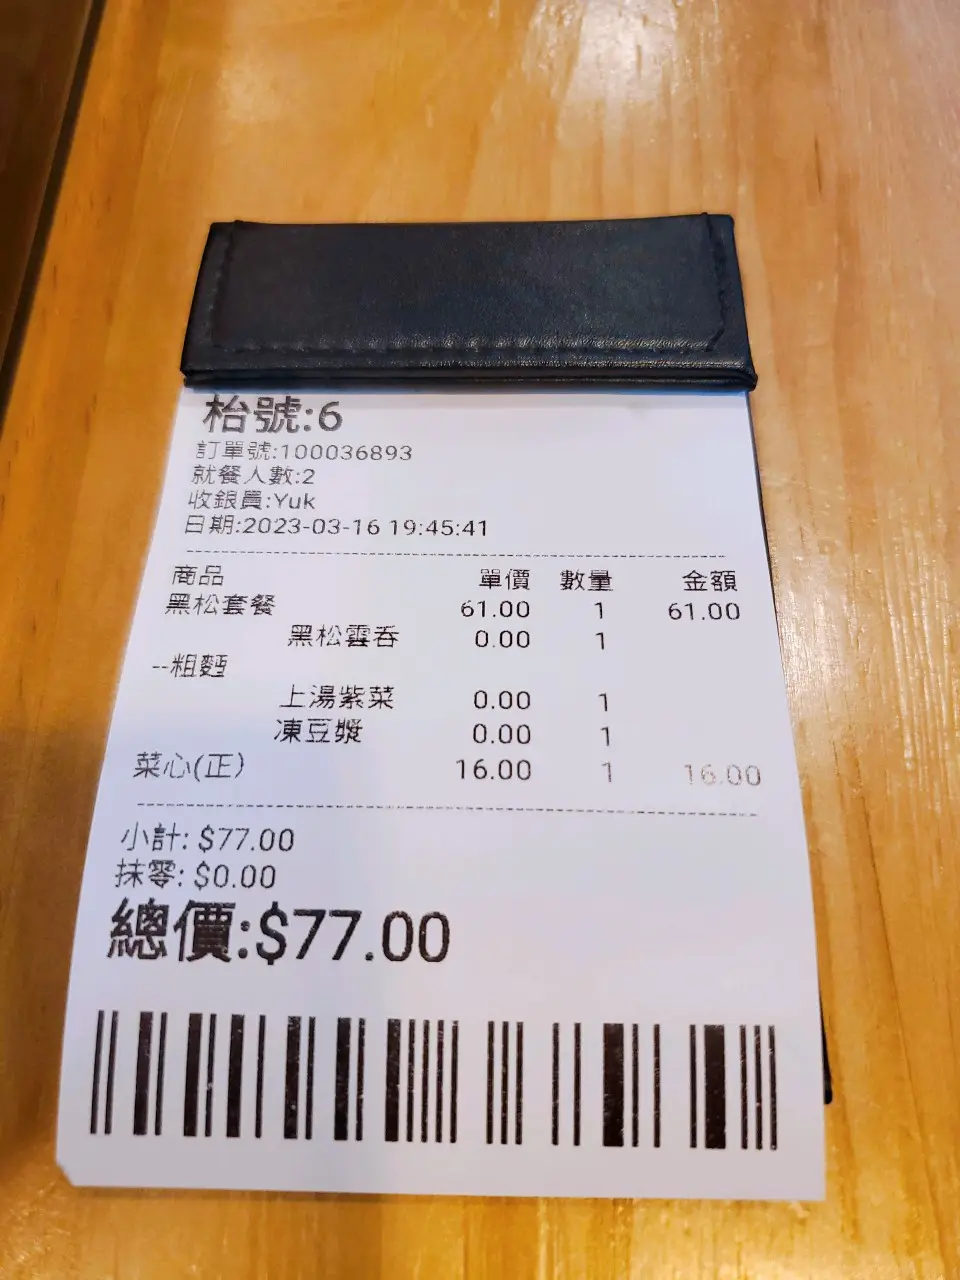 枱號:6
訂單號:100036893
就餐人數:2
收銀員:Yuk
日期:2023-03-16 19:45:41
商品 單價 數量 金額
黑松套餐 61.00 1 61.00
黑松雲吞 0.00 1
--粗麵
上湯紫菜 0.00 1
凍豆漿 0.00 1
菜心(正) 16.00 1 16.00
小計: $77.00
抹零: $0.00
總價:$77.00